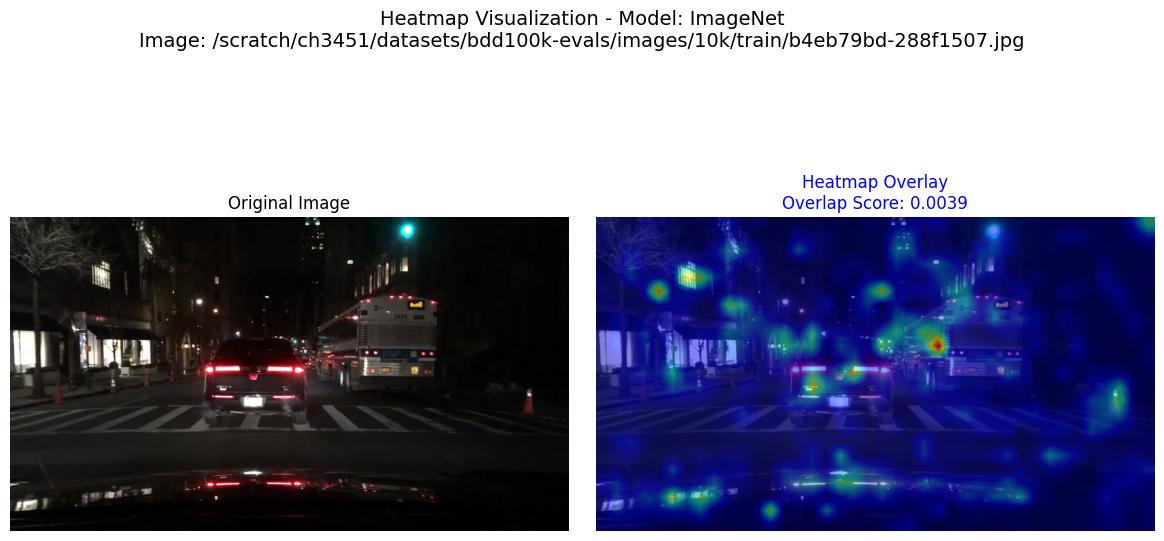 Heatmap Visualization - Model: ImageNet
Image: /scratch/ch3451/datasets/bdd100k-evals/images/10k/train/b4eb79bd-288f1507.jpg
Original Image
Heatmap Overlay
Overlap Score: 0.0039